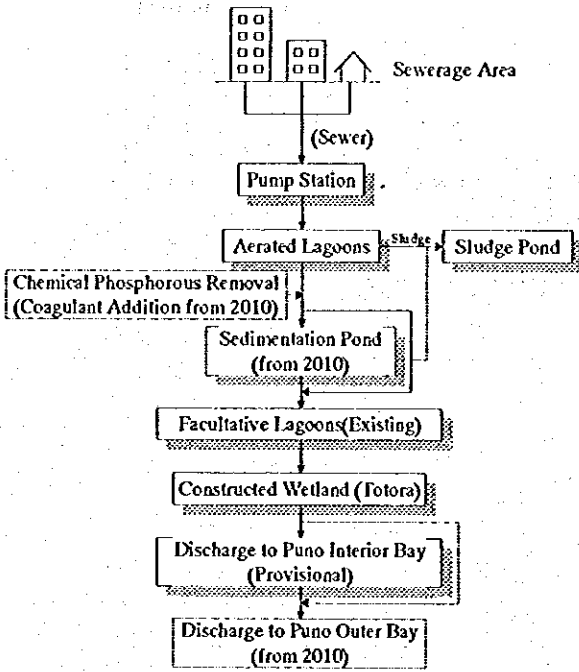 Sewerage Area
(Sewer)
Pump Station
Aerated Lagoons
Sludge
Sludge Pond
Chemical Phosphorous Removal
(Coagulant Addition from 2010)
Sedimentation Pond
(from 2010)
Facultative Lagoons(Existing)
Constructed Wetland (Totora)
Discharge to Puno Interior Bay
(Provisional)
Discharge to Puno Outer Bay
(from 2010)